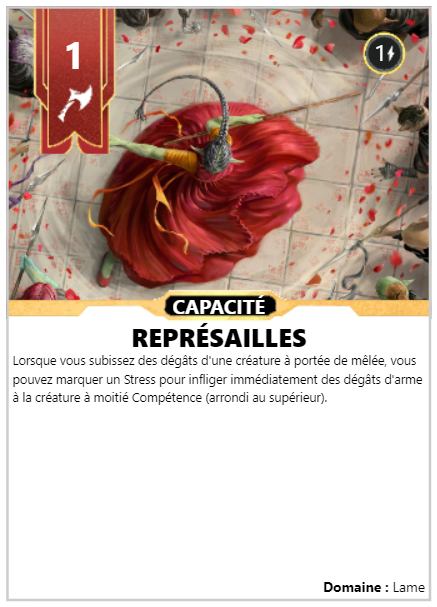 1
1
CAPACITÉ
REPRÉSAILLES
Lorsque vous subissez des dégâts d'une créature à portée de mêlée, vous
pouvez marquer un Stress pour infliger immédiatement des dégâts d'arme
à la créature à moitié Compétence (arrondi au supérieur).
Domaine : Lame